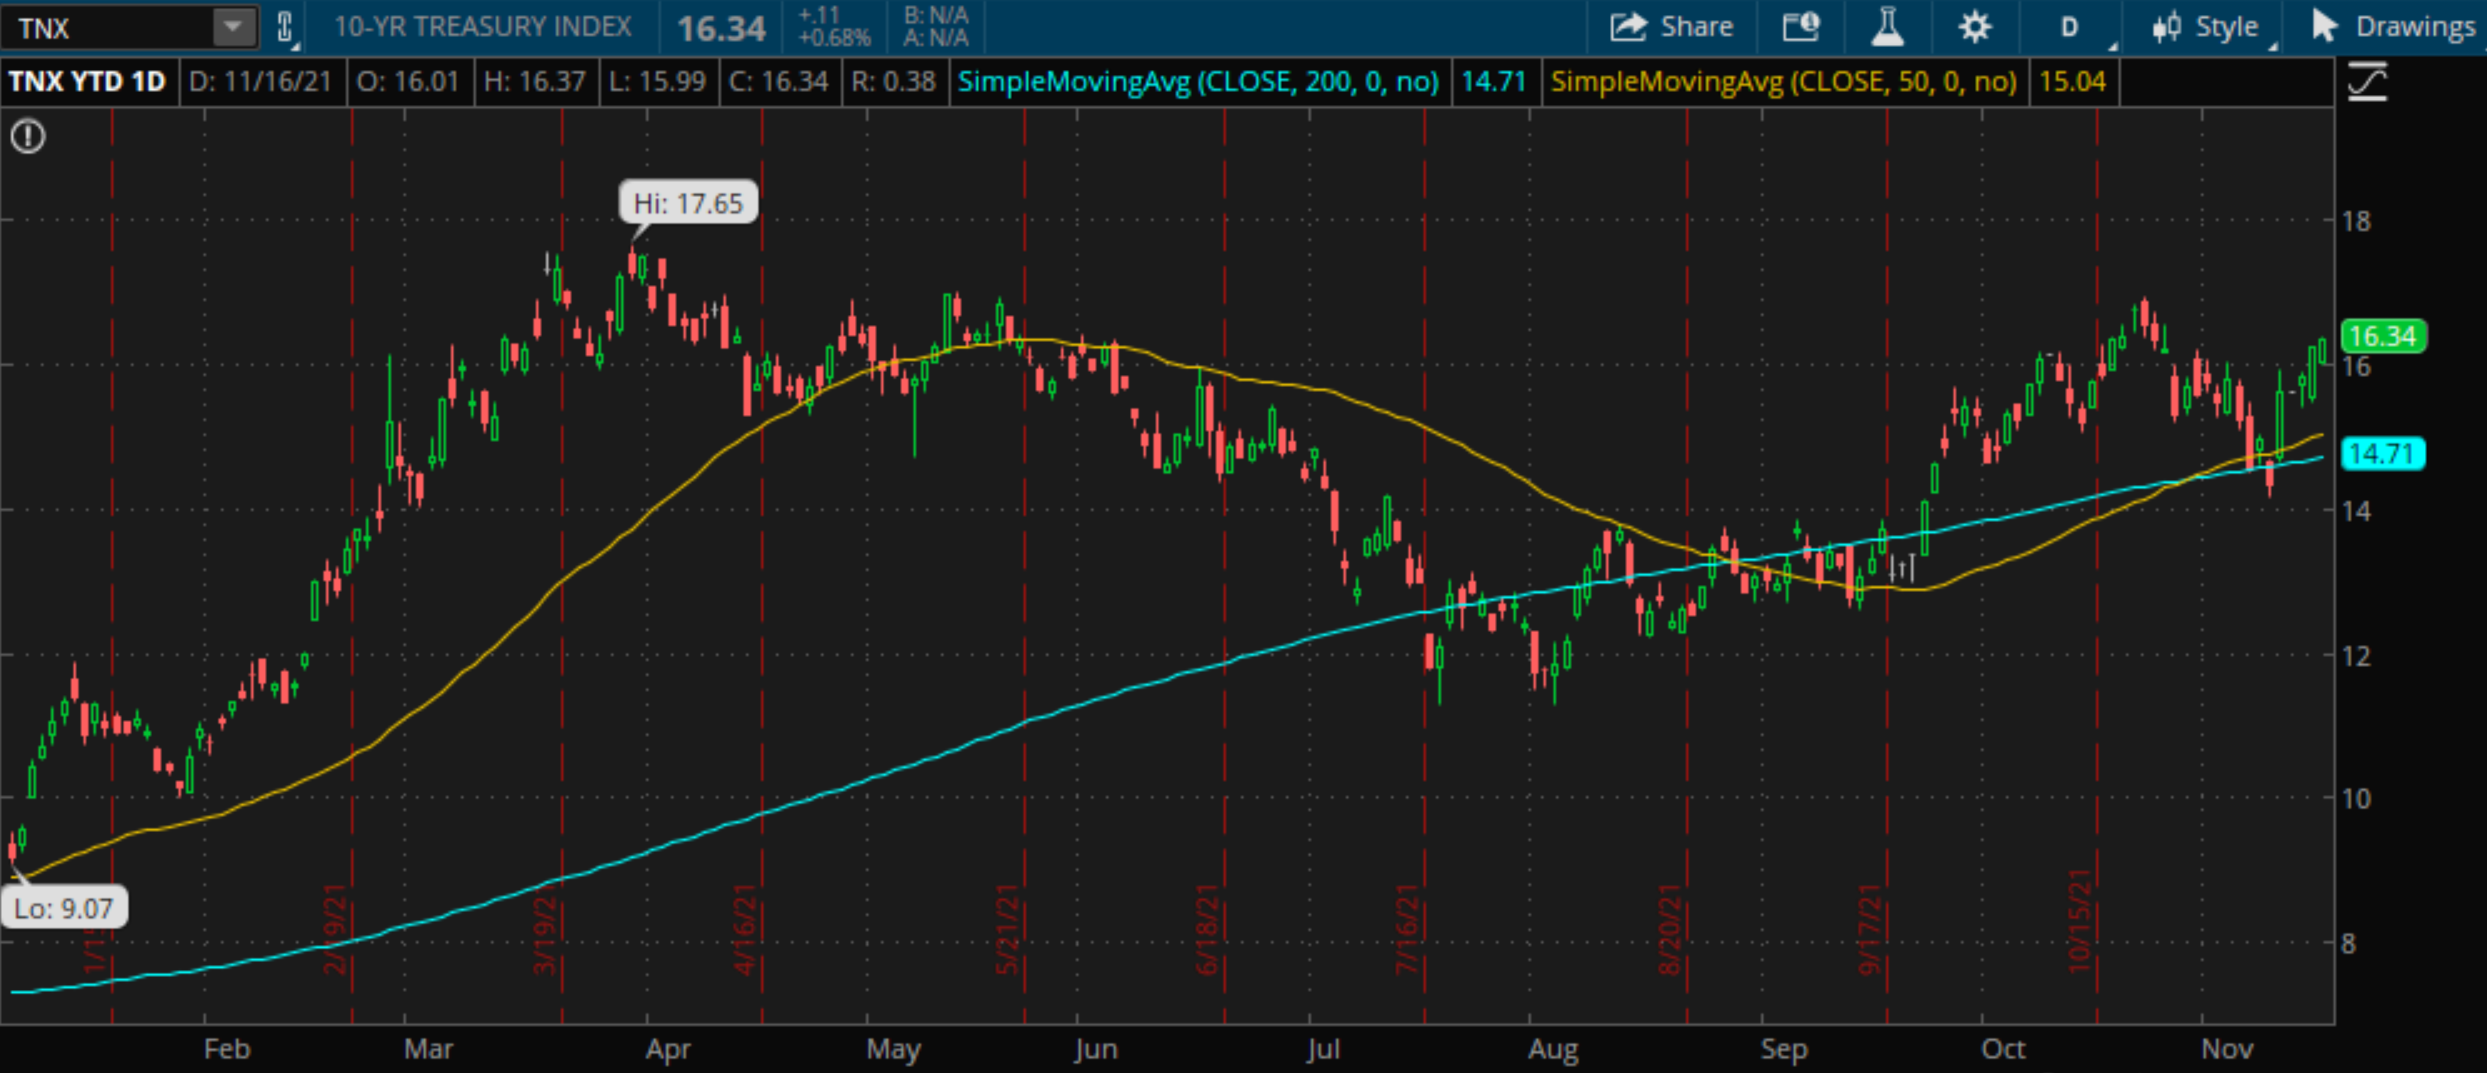 TNX
10-YR TREASURY INDEX
16.34
+.11
+0.68%
B: N/A
A: N/A
Share
D
Style
Drawings
TNX YTD 1D
D: 11/16/21
O: 16.01
H: 16.37
L: 15.99
C: 16.34
R: 0.38
SimpleMovingAvg (CLOSE, 200, 0, no)
14.71
SimpleMovingAvg (CLOSE, 50, 0, no)
15.04
Hi: 17.65
18
16.34
16
14.71
14
12
10
8
Lo: 9.07
2/19/21
3/19/21
4/16/21
5/21/21
6/18/21
7/16/21
8/20/21
9/17/21
10/15/21
Feb
Mar
Apr
May
Jun
Jul
Aug
Sep
Oct
Nov